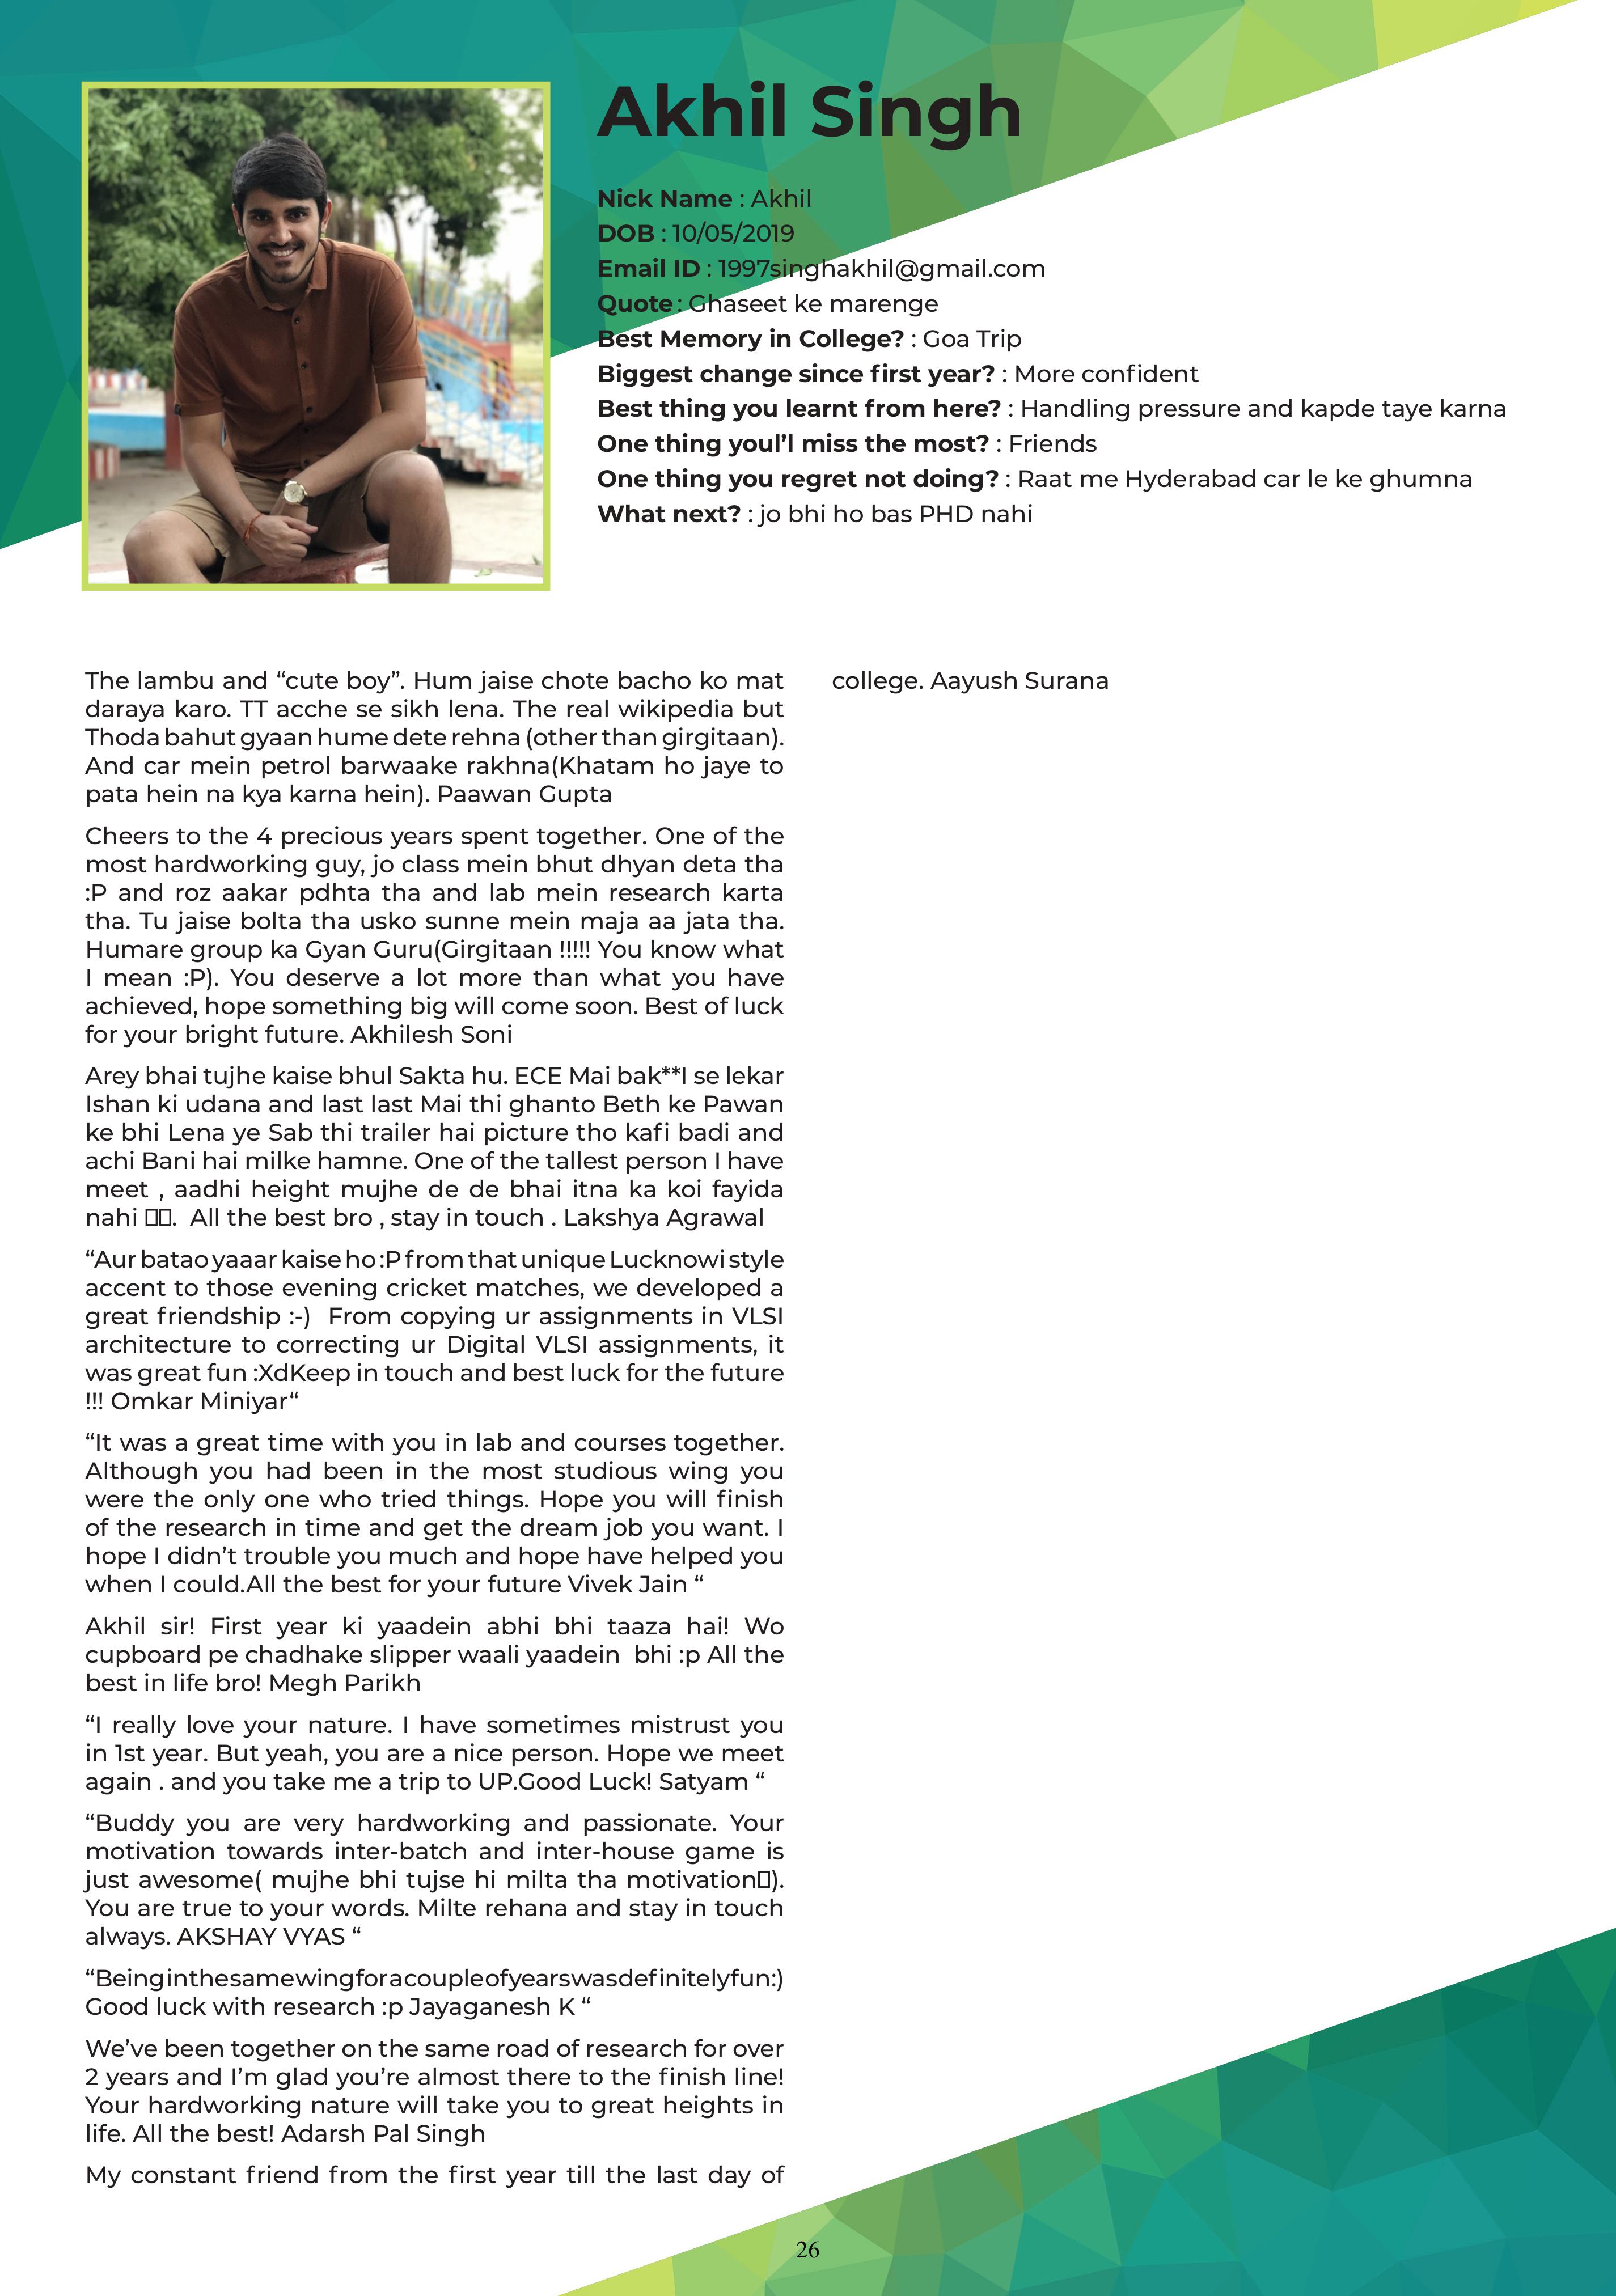 Akhil Singh
Nick Name : Akhil
DOB : 10/05/2019
Email ID : 1997singhakhil@gmail.com
Quote : Ghaseet ke marenge
Best Memory in College? : Goa Trip
Biggest change since first year? : More confident
Best thing you learnt from here? : Handling pressure and kapde taye karna
One thing youl’l miss the most? : Friends
One thing you regret not doing? : Raat me Hyderabad car le ke ghumna
What next? : jo bhi ho bas PHD nahi
The lambu and “cute boy”. Hum jaise chote bacho ko mat
daraya karo. TT acche se sikh lena. The real wikipedia but
Thoda bahut gyaan hume dete rehna (other than girgitaan).
And car mein petrol barwaake rakhna(Khatam ho jaye to
pata hein na kya karna hein). Paawan Gupta
Cheers to the 4 precious years spent together. One of the
most hardworking guy, jo class mein bhut dhyan deta tha
:P and roz aakar pdhta tha and lab mein research karta
tha. Tu jaise bolta tha usko sunne mein maja aa jata tha.
Humare group ka Gyan Guru(Girgitaan !!!!! You know what
I mean :P). You deserve a lot more than what you have
achieved, hope something big will come soon. Best of luck
for your bright future. Akhilesh Soni
Arey bhai tujhe kaise bhul Sakta hu. ECE Mai bak**I se lekar
Ishan ki udana and last last Mai thi ghanto Beth ke Pawan
ke bhi Lena ye Sab thi trailer hai picture tho kafi badi and
achi Bani hai milke hamne. One of the tallest person I have
meet , aadhi height mujhe de de bhai itna ka koi fayida
nahi □□.  All the best bro , stay in touch . Lakshya Agrawal
“Aur batao yaaar kaise ho :P from that unique Lucknowi style
accent to those evening cricket matches, we developed a
great friendship :-)  From copying ur assignments in VLSI
architecture to correcting ur Digital VLSI assignments, it
was great fun :XdKeep in touch and best luck for the future
!!! Omkar Miniyar“
“It was a great time with you in lab and courses together.
Although you had been in the most studious wing you
were the only one who tried things. Hope you will finish
of the research in time and get the dream job you want. I
hope I didn’t trouble you much and hope have helped you
when I could.All the best for your future Vivek Jain “
Akhil sir! First year ki yaadein abhi bhi taaza hai! Wo
cupboard pe chadhake slipper waali yaadein  bhi :p All the
best in life bro! Megh Parikh
“I really love your nature. I have sometimes mistrust you
in 1st year. But yeah, you are a nice person. Hope we meet
again . and you take me a trip to UP.Good Luck! Satyam “
“Buddy you are very hardworking and passionate. Your
motivation towards inter-batch and inter-house game is
just awesome( mujhe bhi tujse hi milta tha motivation□).
You are true to your words. Milte rehana and stay in touch
always. AKSHAY VYAS “
“Being in the same wing for a couple of years was definitely fun :)
Good luck with research :p Jayaganesh K “
We’ve been together on the same road of research for over
2 years and I’m glad you’re almost there to the finish line!
Your hardworking nature will take you to great heights in
life. All the best! Adarsh Pal Singh
My constant friend from the first year till the last day of
college. Aayush Surana
26